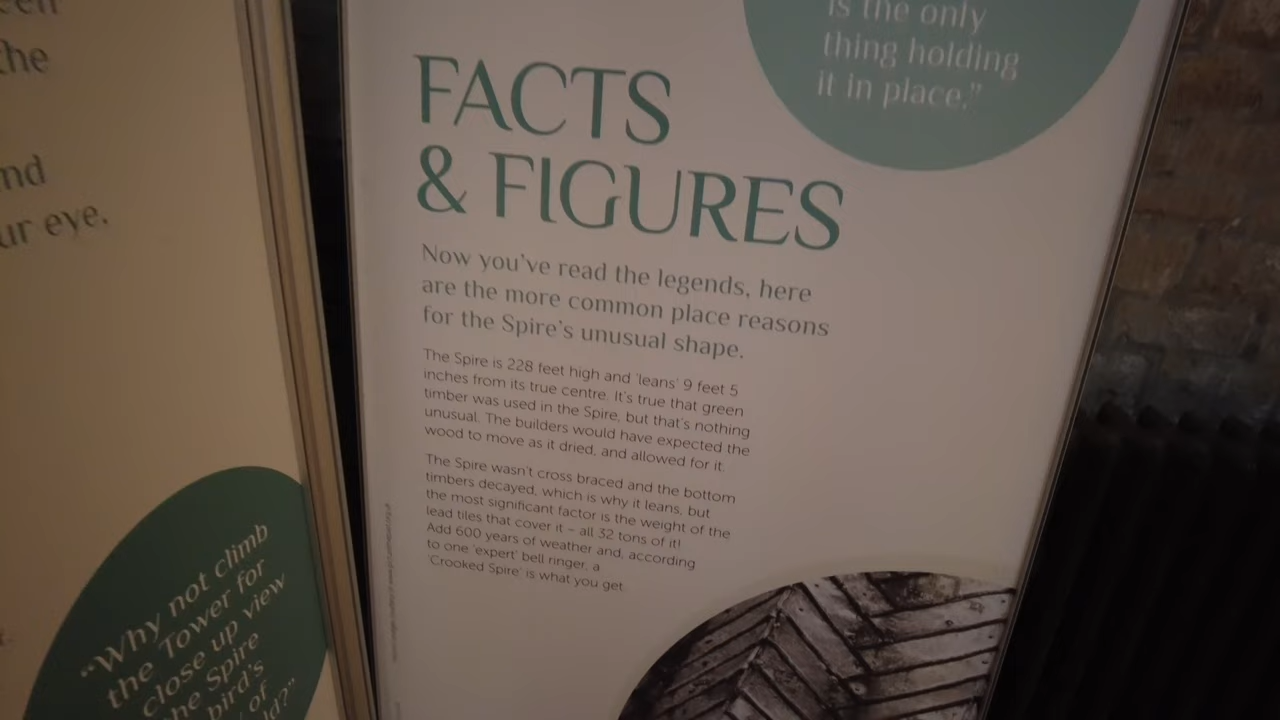 the
nd
ur eye.
"Why not climb
the Tower for
close up view
the Spire
bird's
of
is the only
thing holding
it in place."
FACTS
& FIGURES
Now you've read the legends, here
are the more common place reasons
for the Spire's unusual shape.
The Spire is 228 feet high and 'leans' 9 feet 5
inches from its true centre. It's true that green
timber was used in the Spire, but that's nothing
unusual. The builders would have expected the
wood to move as it dried, and allowed for it.
The Spire wasn't cross braced and the bottom
timbers decayed, which is why it leans, but
the most significant factor is the weight of the
lead tiles that cover it – all 32 tons of it!
Add 600 years of weather and, according
to one 'expert' bell ringer, a
'Crooked Spire' is what you get.